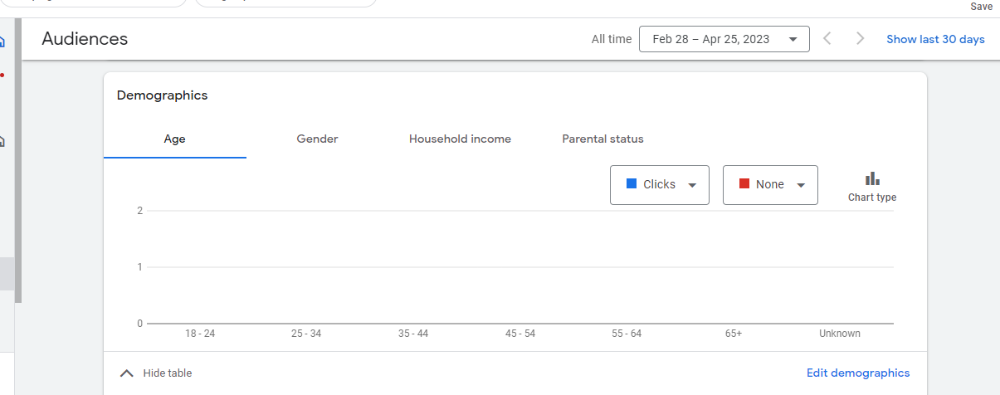 Save
Audiences
All time
Feb 28 – Apr 25, 2023
Show last 30 days
Demographics
Age
Gender
Household income
Parental status
Clicks
None
Chart type
2
1
0
18 - 24
25 - 34
35 - 44
45 - 54
55 - 64
65+
Unknown
Hide table
Edit demographics